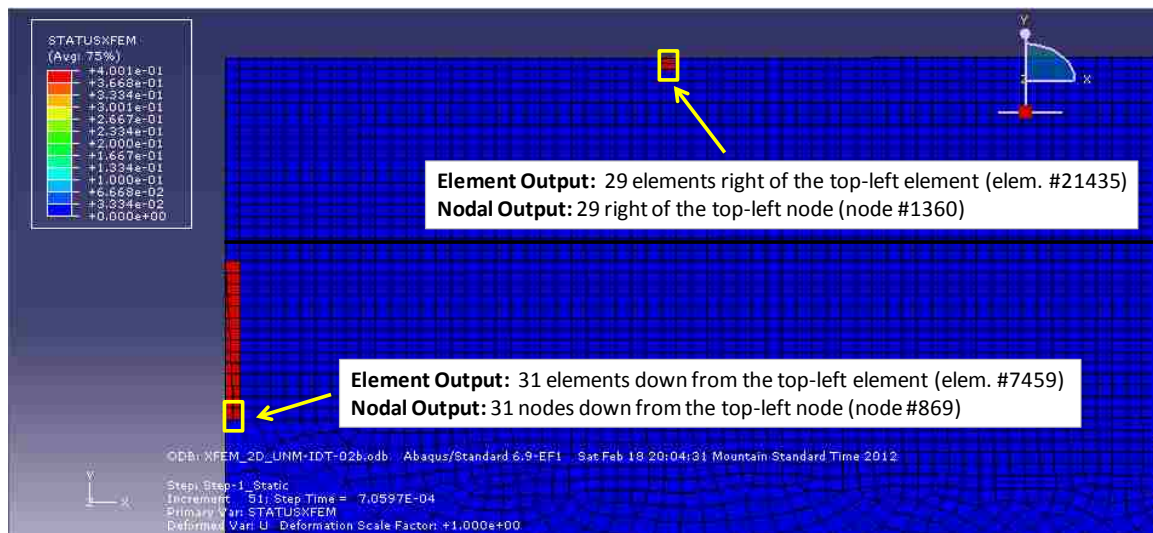 STATUSXFEM
(Avg: 75%)
+4.001e-01
+3.668e-01
+3.334e-01
+3.001e-01
+2.667e-01
+2.334e-01
+2.000e-01
+1.667e-01
+1.334e-01
+1.000e-01
+6.668e-02
+3.334e-02
+0.000e+00
Y
X
Z
Element Output: 29 elements right of the top-left element (elem. #21435)
Nodal Output: 29 right of the top-left node (node #1360)
Element Output: 31 elements down from the top-left element (elem. #7459)
Nodal Output: 31 nodes down from the top-left node (node #869)
ODB: XFEM_2D_UNM-IDT-02b.odb Abaqus/Standard 6.9-EF1 Sat Feb 18 20:04:31 Mountain Standard Time 2012
Y
Z X
Step: Step-1_Static
Increment 51: Step Time = 7.0597E-04
Primary Var: STATUSXFEM
Deformed Var: U Deformation Scale Factor: +1.000e+00